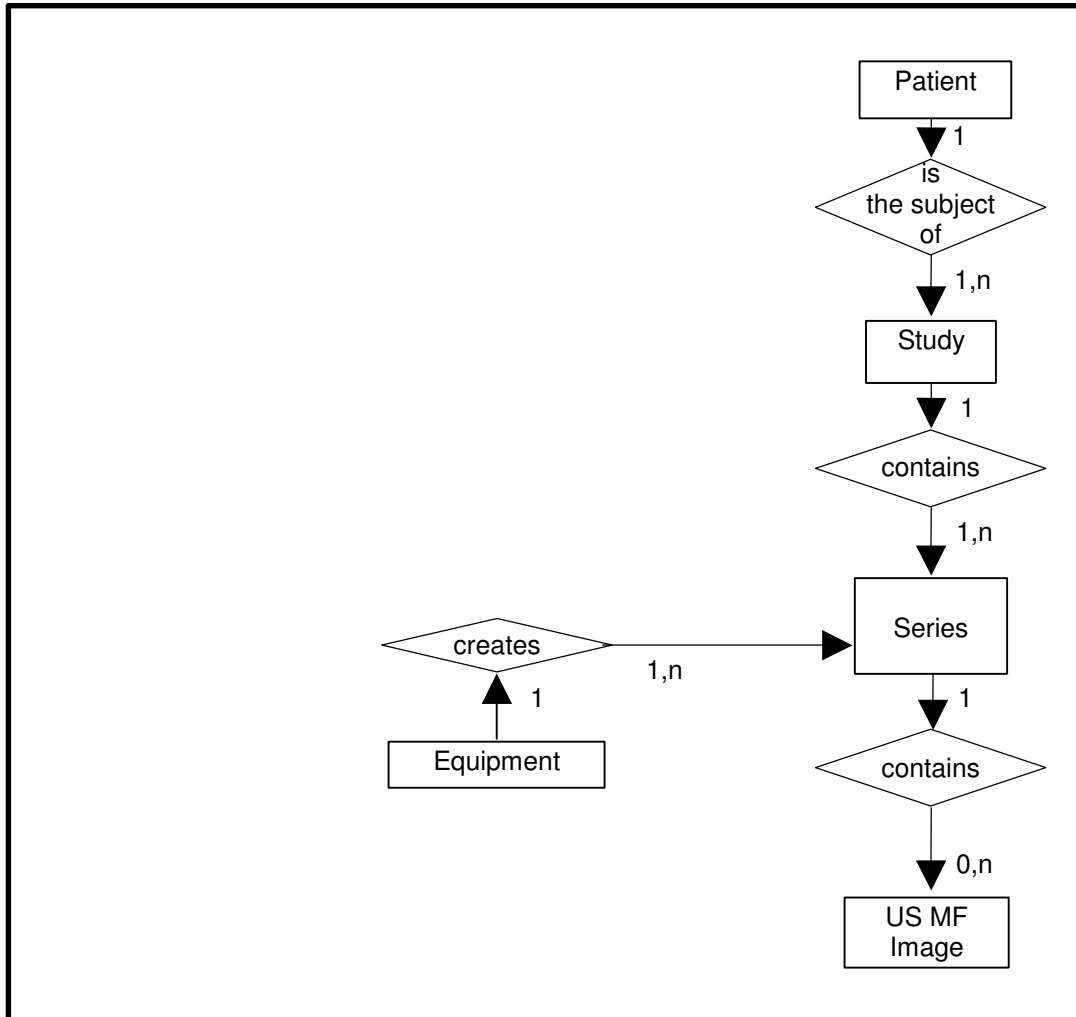 Patient
1
is
the subject
of
1,n
Study
1
contains
1,n
Series
creates
1,n
1
Equipment
1
contains
0,n
US MF
Image